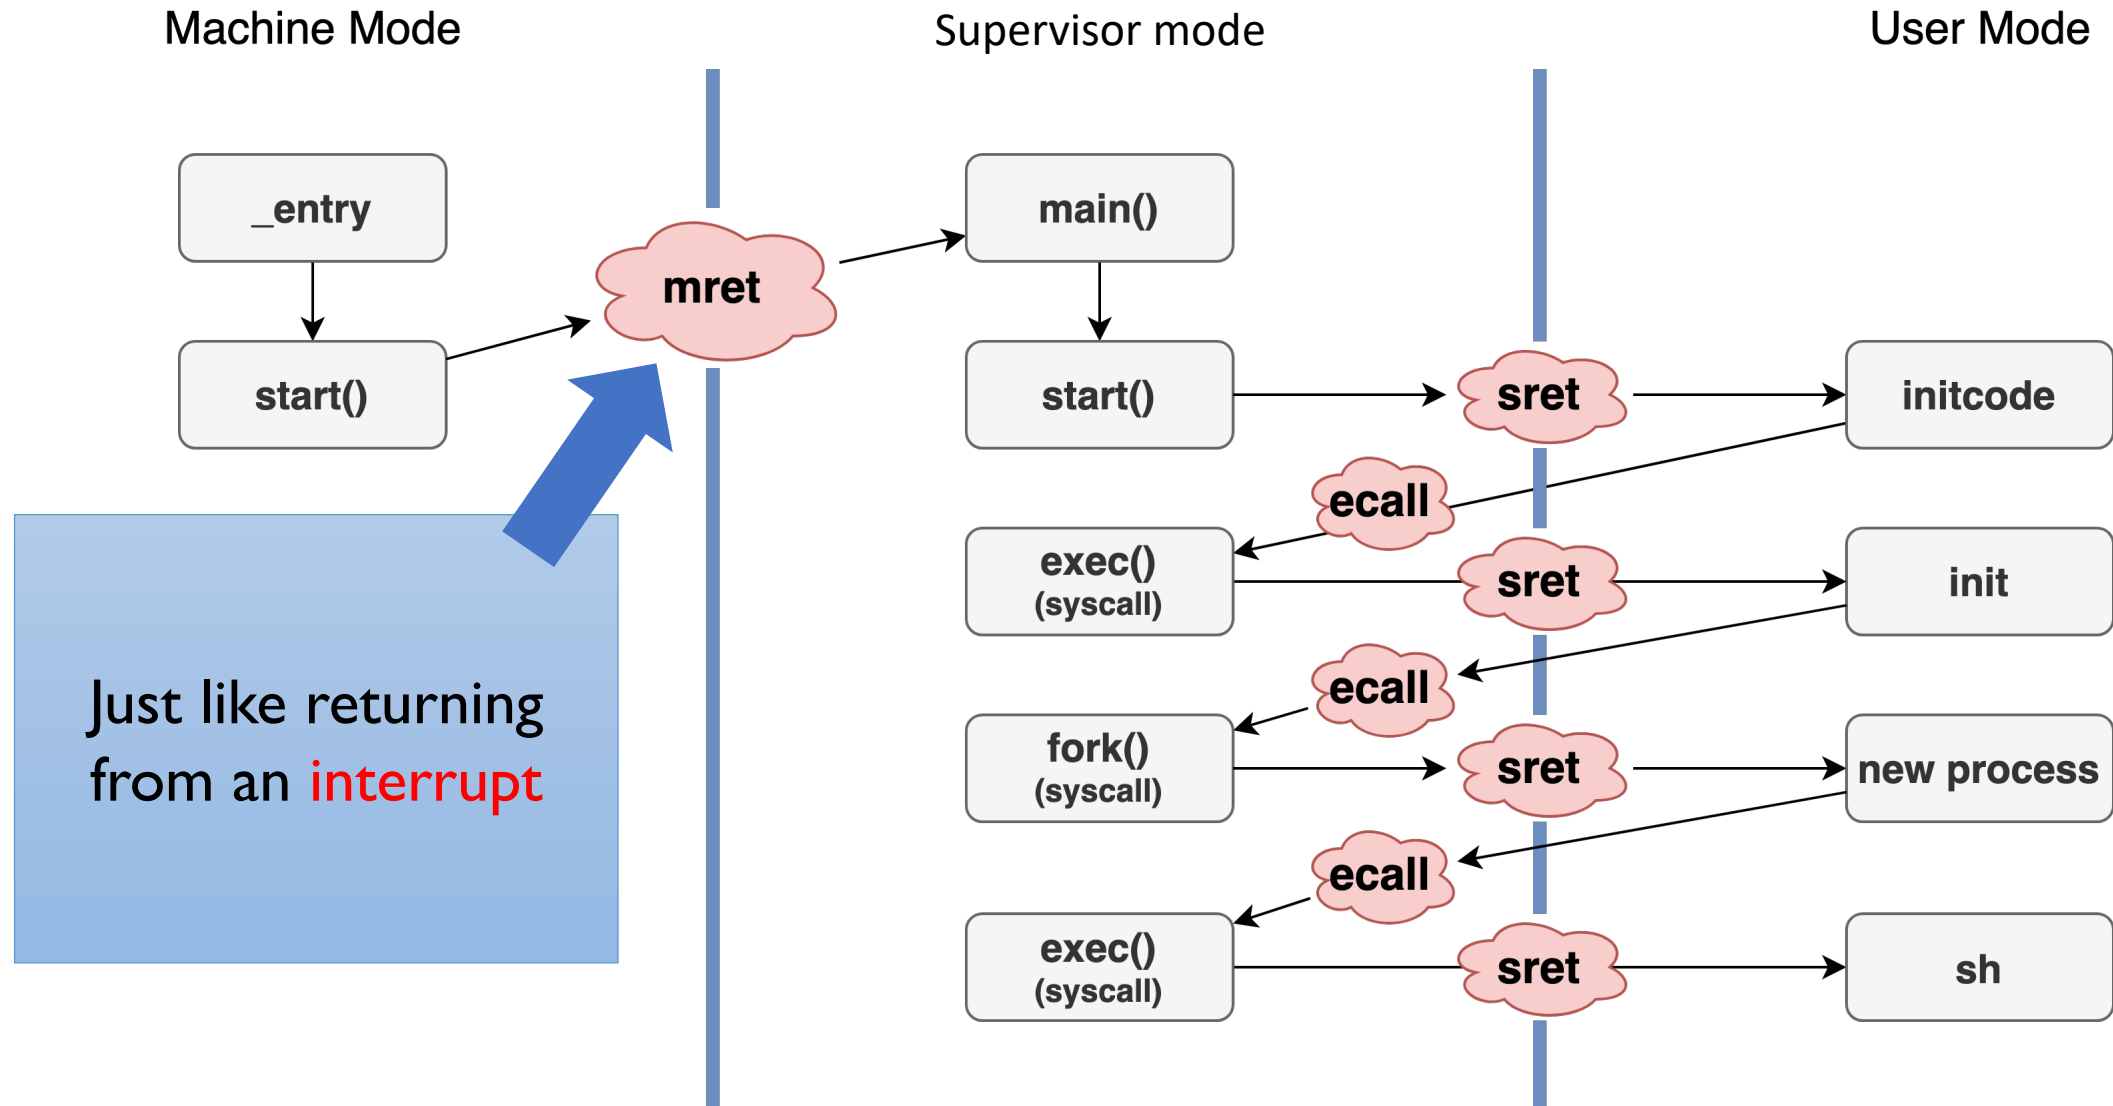 Machine Mode
Supervisor mode
User Mode
_entry
main()
mret
start()
start()
sret
initcode
ecall
exec()
(syscall)
sret
init
ecall
Just like returning
from an interrupt
fork()
(syscall)
sret
new process
ecall
exec()
(syscall)
sret
sh